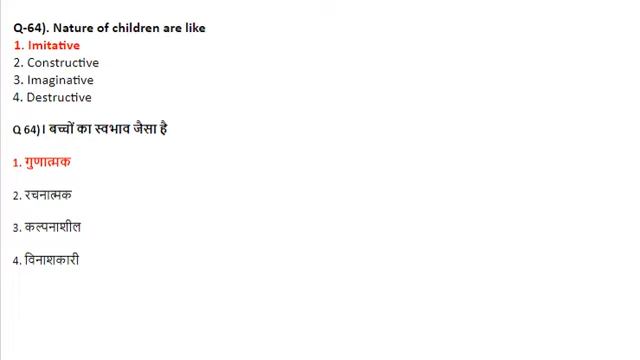 Q-64). Nature of children are like
1. Imitative
2. Constructive
3. Imaginative
4. Destructive
Q 64)। बच्चों का स्वभाव जैसा है
1. गुणात्मक
2. रचनात्मक
3. कल्पनाशील
4. विनाशकारी